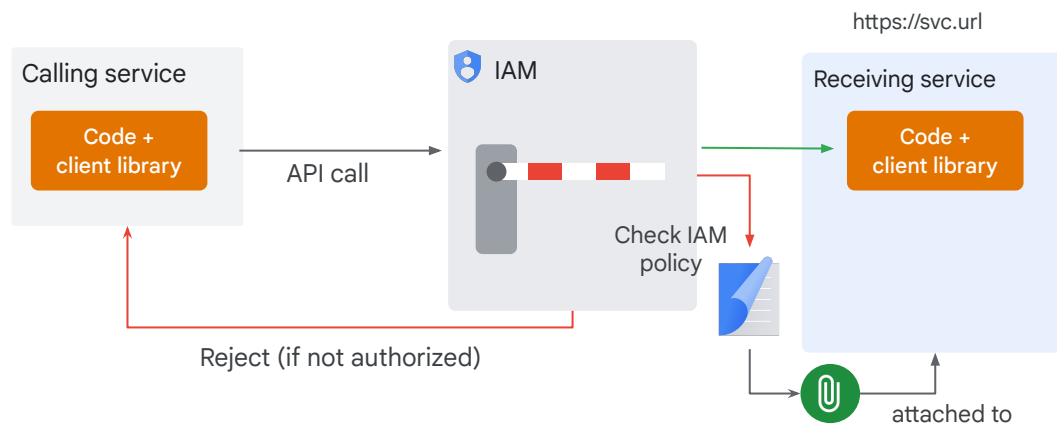 https://svc.url
Calling service
IAM
Receiving service
Code +
client library
Code +
client library
API call
Check IAM
policy
Reject (if not authorized)
attached to